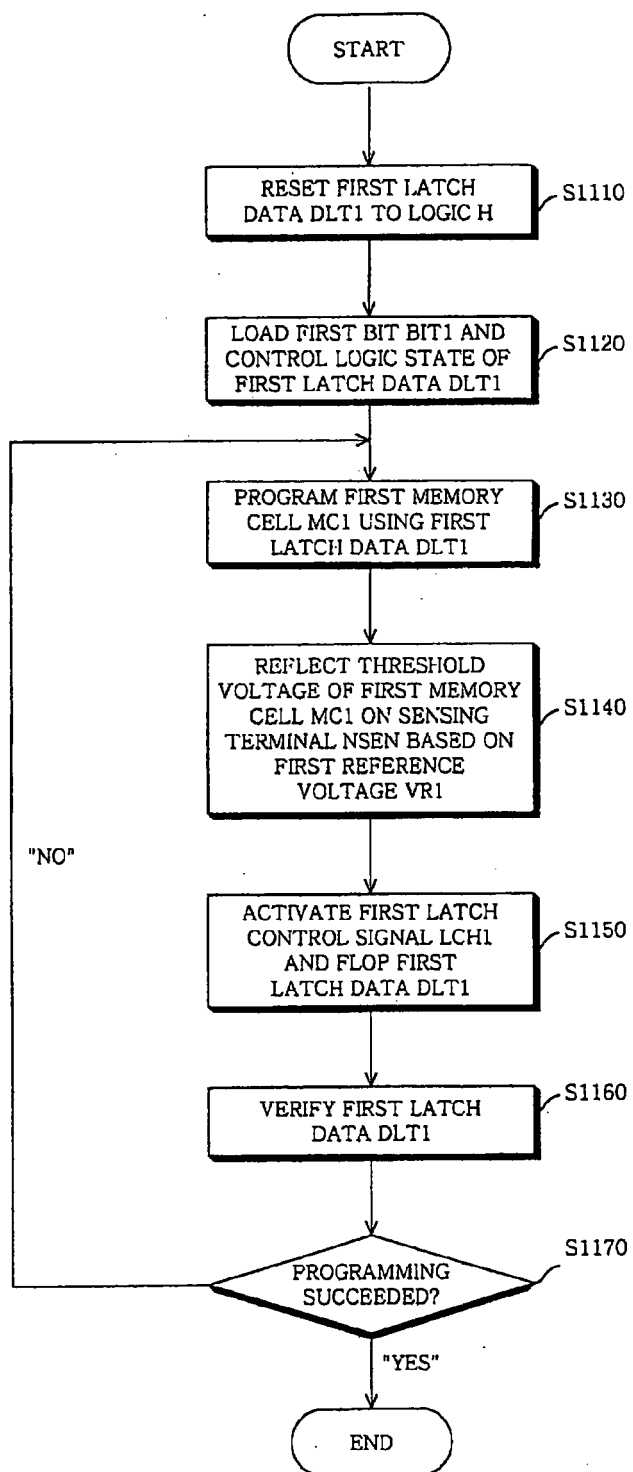 START
RESET FIRST LATCH
DATA DLT1 TO LOGIC H
S1110
LOAD FIRST BIT BIT1 AND
CONTROL LOGIC STATE OF
FIRST LATCH DATA DLT1
S1120
PROGRAM FIRST MEMORY
CELL MC1 USING FIRST
LATCH DATA DLT1
S1130
REFLECT THRESHOLD
VOLTAGE OF FIRST MEMORY
CELL MC1 ON SENSING
TERMINAL NSEN BASED ON
FIRST REFERENCE
VOLTAGE VR1
S1140
"NO"
ACTIVATE FIRST LATCH
CONTROL SIGNAL LCH1
AND FLOP FIRST
LATCH DATA DLT1
S1150
VERIFY FIRST LATCH
DATA DLT1
S1160
PROGRAMMING
SUCCEEDED?
S1170
"YES"
END